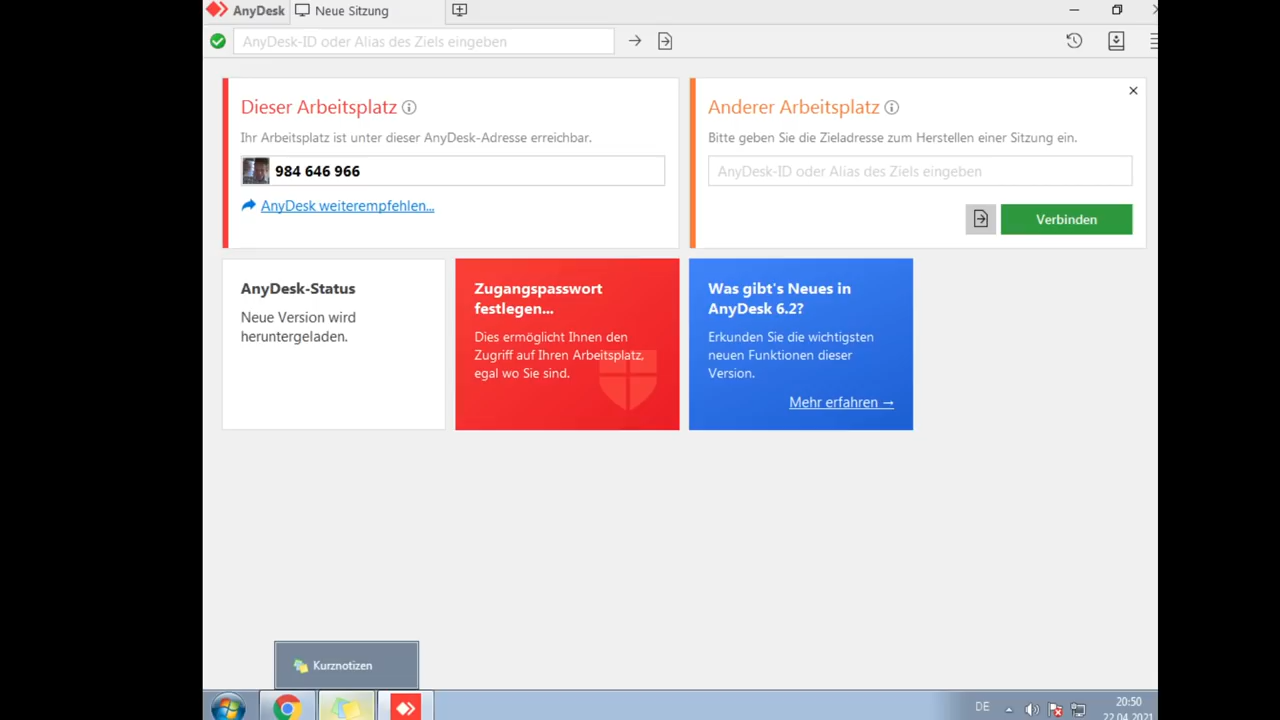 AnyDesk
Neue Sitzung
AnyDesk-ID oder Alias des Ziels eingeben
Dieser Arbeitsplatz
Ihr Arbeitsplatz ist unter dieser AnyDesk-Adresse erreichbar.
984 646 966
AnyDesk weiterempfehlen...
Anderer Arbeitsplatz
Bitte geben Sie die Zieladresse zum Herstellen einer Sitzung ein.
AnyDesk-ID oder Alias des Ziels eingeben
Verbinden
AnyDesk-Status
Neue Version wird
heruntergeladen.
Zugangspasswort
festlegen...
Dies ermöglicht Ihnen den
Zugriff auf Ihren Arbeitsplatz,
egal wo Sie sind.
Was gibt's Neues in
AnyDesk 6.2?
Erkunden Sie die wichtigsten
neuen Funktionen dieser
Version.
Mehr erfahren →
Kurznotizen
DE
20:50
22.04.2021